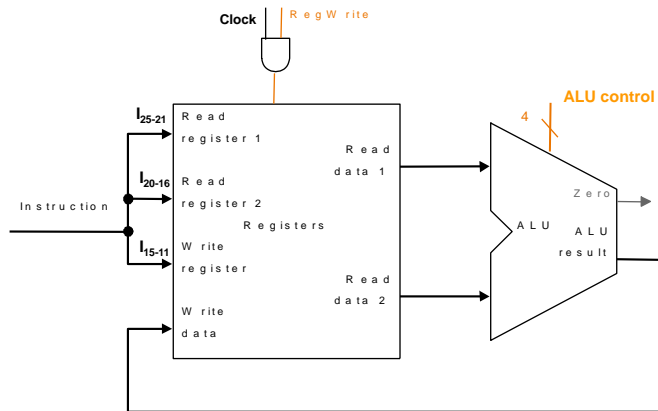 Clock
RegWrite
ALU control
4
I25-21
Read
register 1
Read
data 1
I20-16
Read
register 2
Zero
Instruction
Registers
ALU
ALU
result
I15-11
Write
register
Read
data 2
Write
data